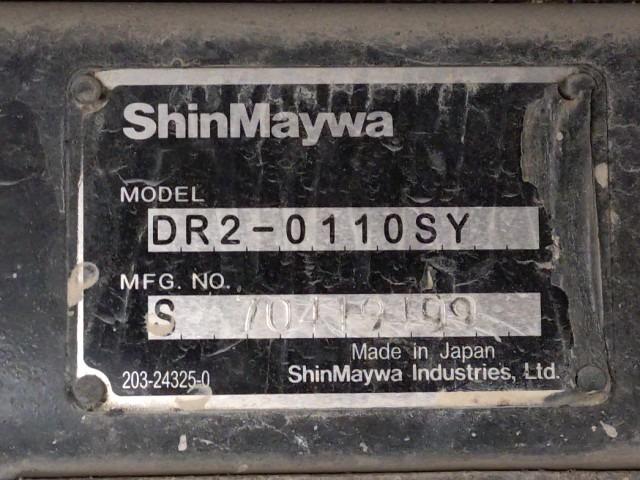 ShinMaywa
MODEL
DR2-0110SY
MFG. NO.
S
Made in Japan
203-24325-0 ShinMaywa Industries, Ltd.